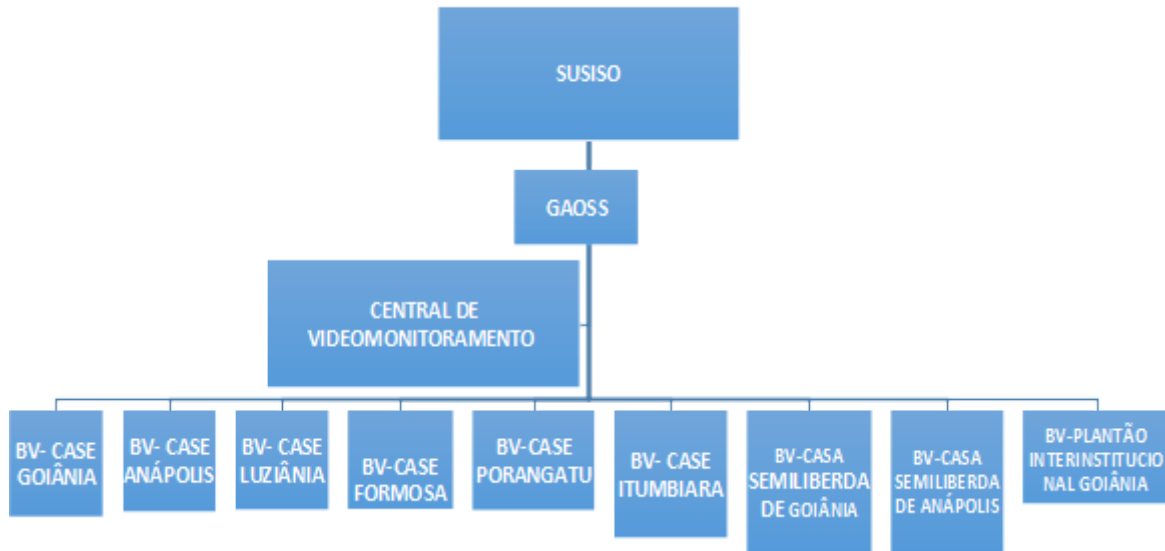 SUSISO
GAOSS
CENTRAL DE
VIDEOMONITORAMENTO
BV- CASE
GOIÂNIA
BV- CASE
ANÁPOLIS
BV- CASE
LUZIÂNIA
BV-CASE
FORMOSA
BV-CASE
PORANGATU
BV- CASE
ITUMBIARA
BV-CASA
SEMILIBERDA
DE GOIÂNIA
BV-CASA
SEMILIBERDA
DE ANÁPOLIS
BV-PLANTÃO
INTERINSTITUCIO
NAL GOIÂNIA